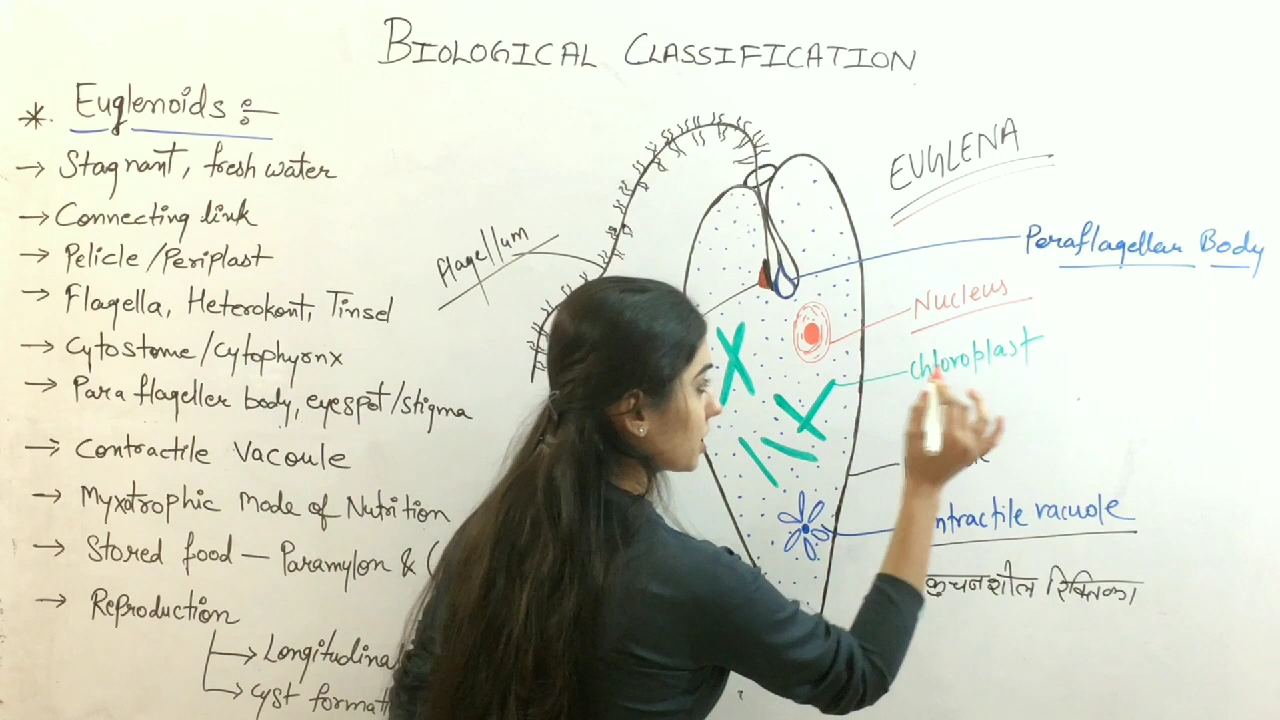 BIOLOGICAL CLASSIFICATION
*. Euglenoids :-
→ Stagnant, fresh water
→ Connecting link
→ Pelicle/Periplast
→ Flagella, Heterokont, Tinsel
→ Cytostome/Cytophyrnx
→ Para flageller body, eyespot/stigma
→ Contractile Vacoule
→ Myxotrophic Mode of Nutrition
→ Stored food — Paramylon & (
→ Reproduction
→ Longitudina
→ Cyst format
flagellum
EUGLENA
Peraflagellar Body
Nucleus
chloroplast
ntractile vacuole
कुचनशील रिक्तिका